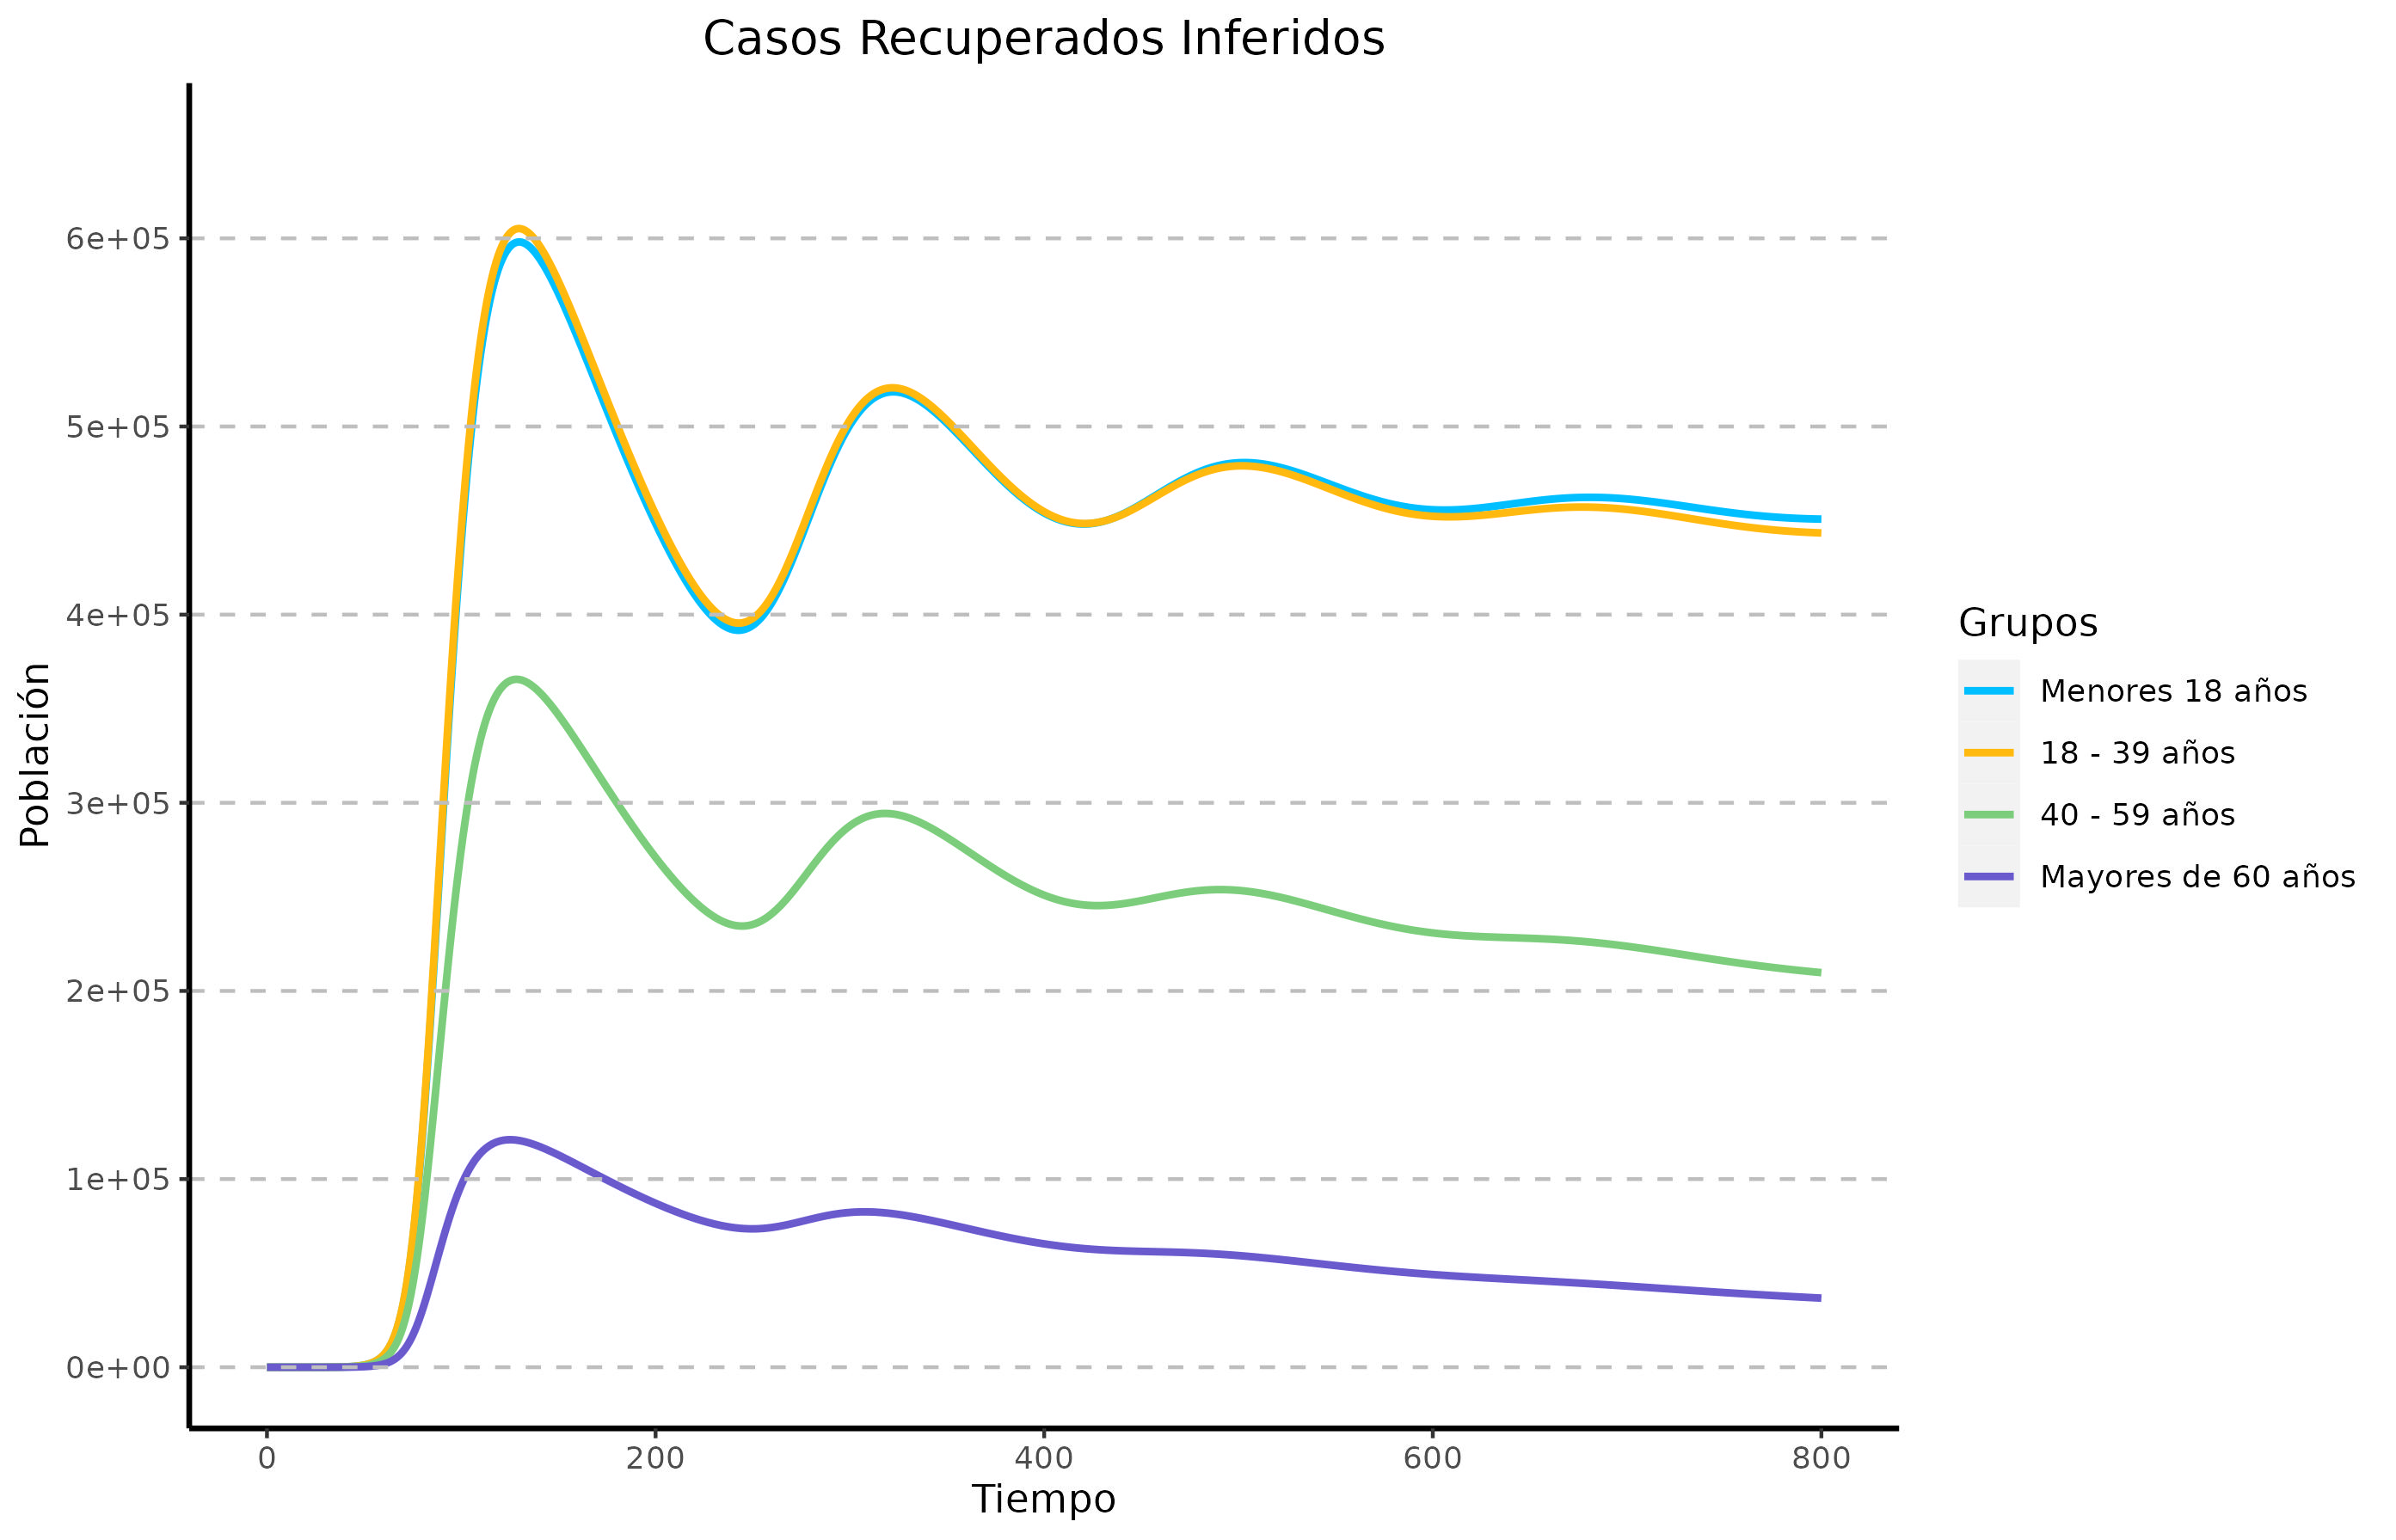 Casos Recuperados Inferidos
Población
6e+05
5e+05
4e+05
3e+05
2e+05
1e+05
0e+00
0
200
400
600
800
Tiempo
Grupos
Menores 18 años
18 - 39 años
40 - 59 años
Mayores de 60 años